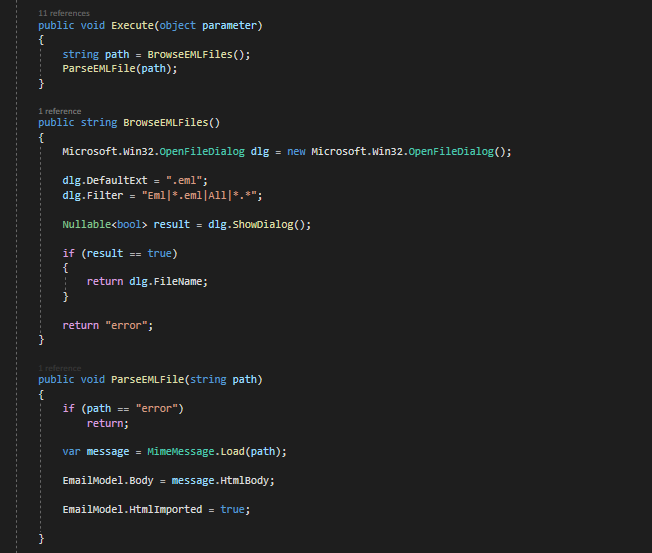 11 references
public void Execute(object parameter)
{
string path = BrowseEMLFiles();
ParseEMLFile(path);
}
1 reference
public string BrowseEMLFiles()
{
Microsoft.Win32.OpenFileDialog dlg = new Microsoft.Win32.OpenFileDialog();
dlg.DefaultExt = ".eml";
dlg.Filter = "Eml|*.eml|All|*.*";
Nullable<bool> result = dlg.ShowDialog();
if (result == true)
{
return dlg.FileName;
}
return "error";
}
1 reference
public void ParseEMLFile(string path)
{
if (path == "error")
return;
var message = MimeMessage.Load(path);
EmailModel.Body = message.HtmlBody;
EmailModel.HtmlImported = true;
}